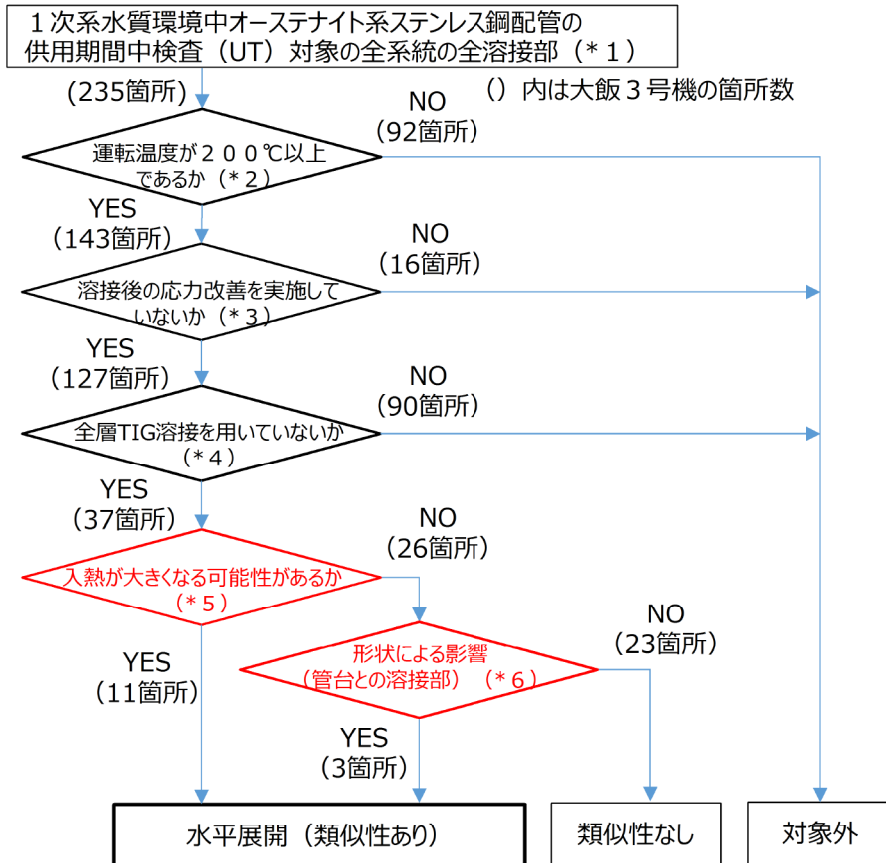 １次系水質環境中オーステナイト系ステンレス鋼配管の
供用期間中検査（UT）対象の全系統の全溶接部（*１）
(235箇所)
（）内は大飯３号機の箇所数
NO
（92箇所）
運転温度が２００℃以上
であるか（*２）
YES
（143箇所）
NO
（16箇所）
溶接後の応力改善を実施して
いないか（*３）
YES
（127箇所）
NO
（90箇所）
全層TIG溶接を用いていないか
（*４）
YES
（37箇所）
NO
（26箇所）
入熱が大きくなる可能性があるか
（*５）
NO
（23箇所）
形状による影響
（管台との溶接部）（*６）
YES
（11箇所）
YES
（3箇所）
水平展開（類似性あり）
類似性なし
対象外